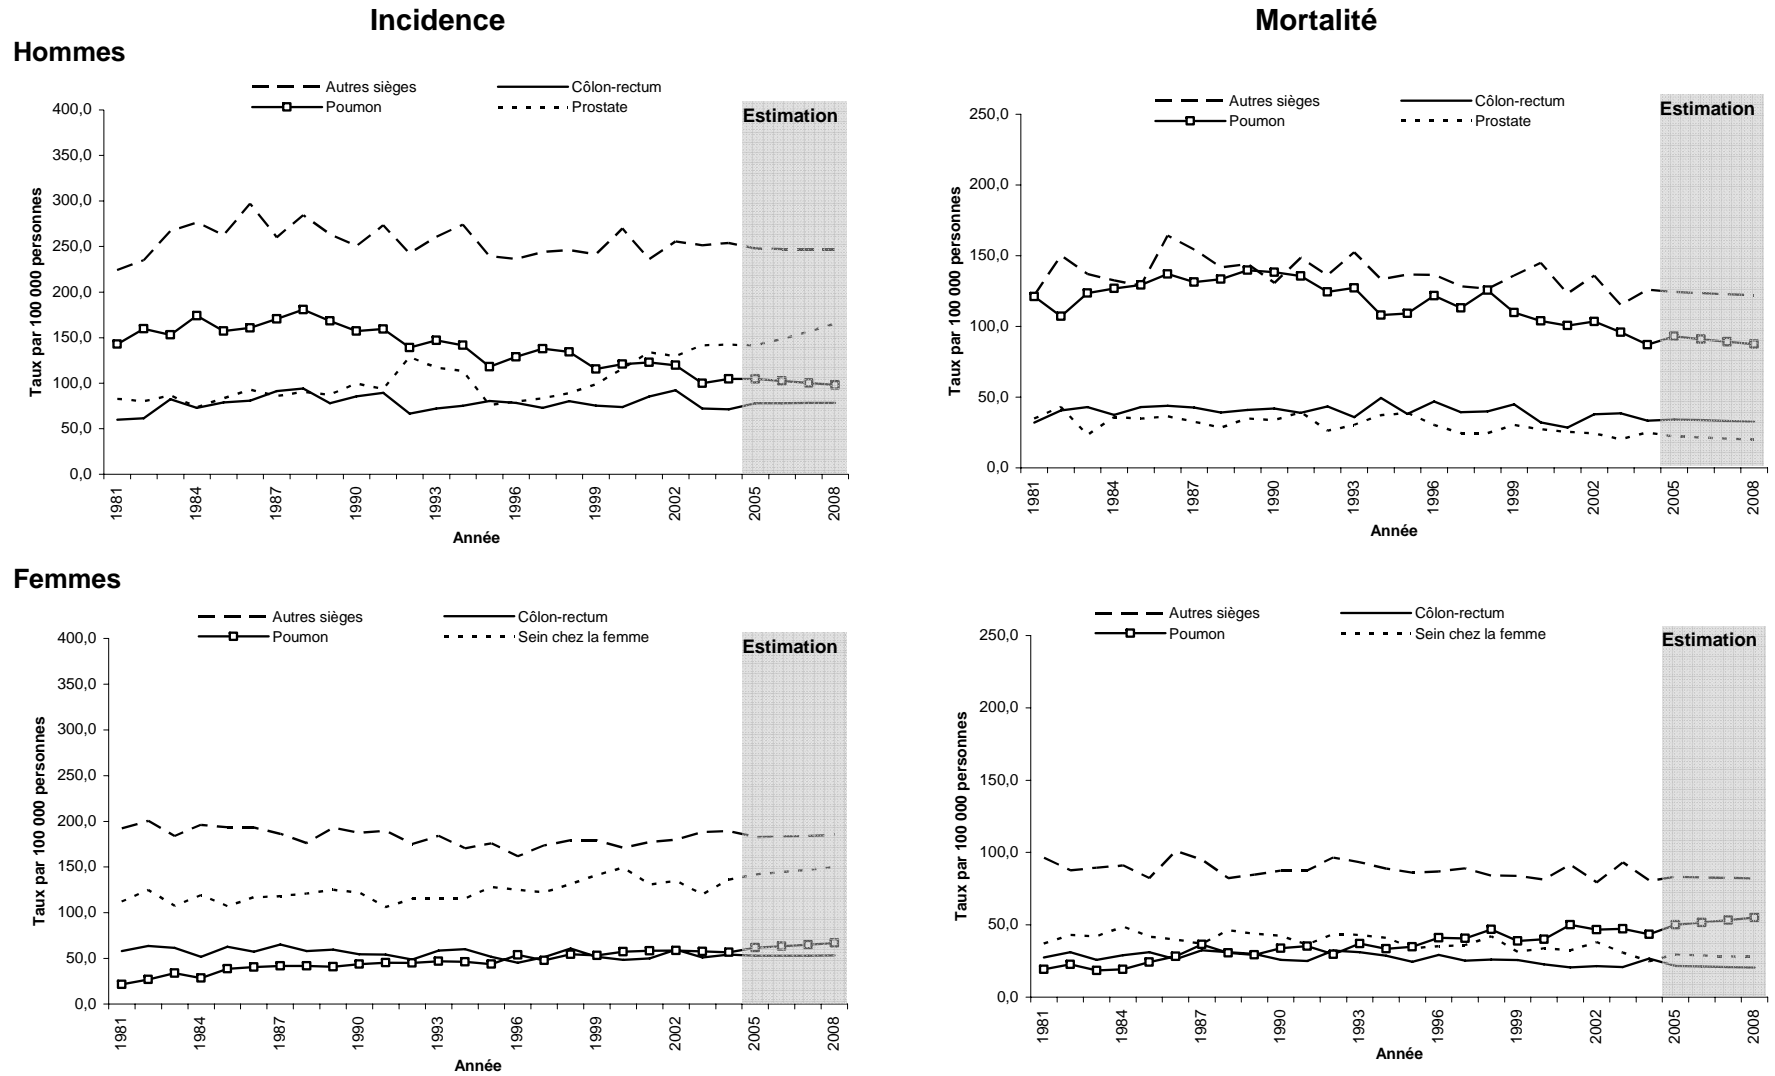 Incidence
Mortalité
Hommes
Autres sièges
Côlon-rectum
Poumon
Prostate
Estimation
Taux par 100 000 personnes
400,0
350,0
300,0
250,0
200,0
150,0
100,0
50,0
0,0
1981
1984
1987
1990
1993
1996
1999
2002
2005
2008
Année
Autres sièges
Côlon-rectum
Poumon
Prostate
Estimation
Taux par 100 000 personnes
250,0
200,0
150,0
100,0
50,0
0,0
1981
1984
1987
1990
1993
1996
1999
2002
2005
2008
Année
Femmes
Autres sièges
Côlon-rectum
Poumon
Sein chez la femme
Estimation
Taux par 100 000 personnes
400,0
350,0
300,0
250,0
200,0
150,0
100,0
50,0
0,0
1981
1984
1987
1990
1993
1996
1999
2002
2005
2008
Année
Autres sièges
Côlon-rectum
Poumon
Sein chez la femme
Estimation
Taux par 100 000 personnes
250,0
200,0
150,0
100,0
50,0
0,0
1981
1984
1987
1990
1993
1996
1999
2002
2005
2008
Année